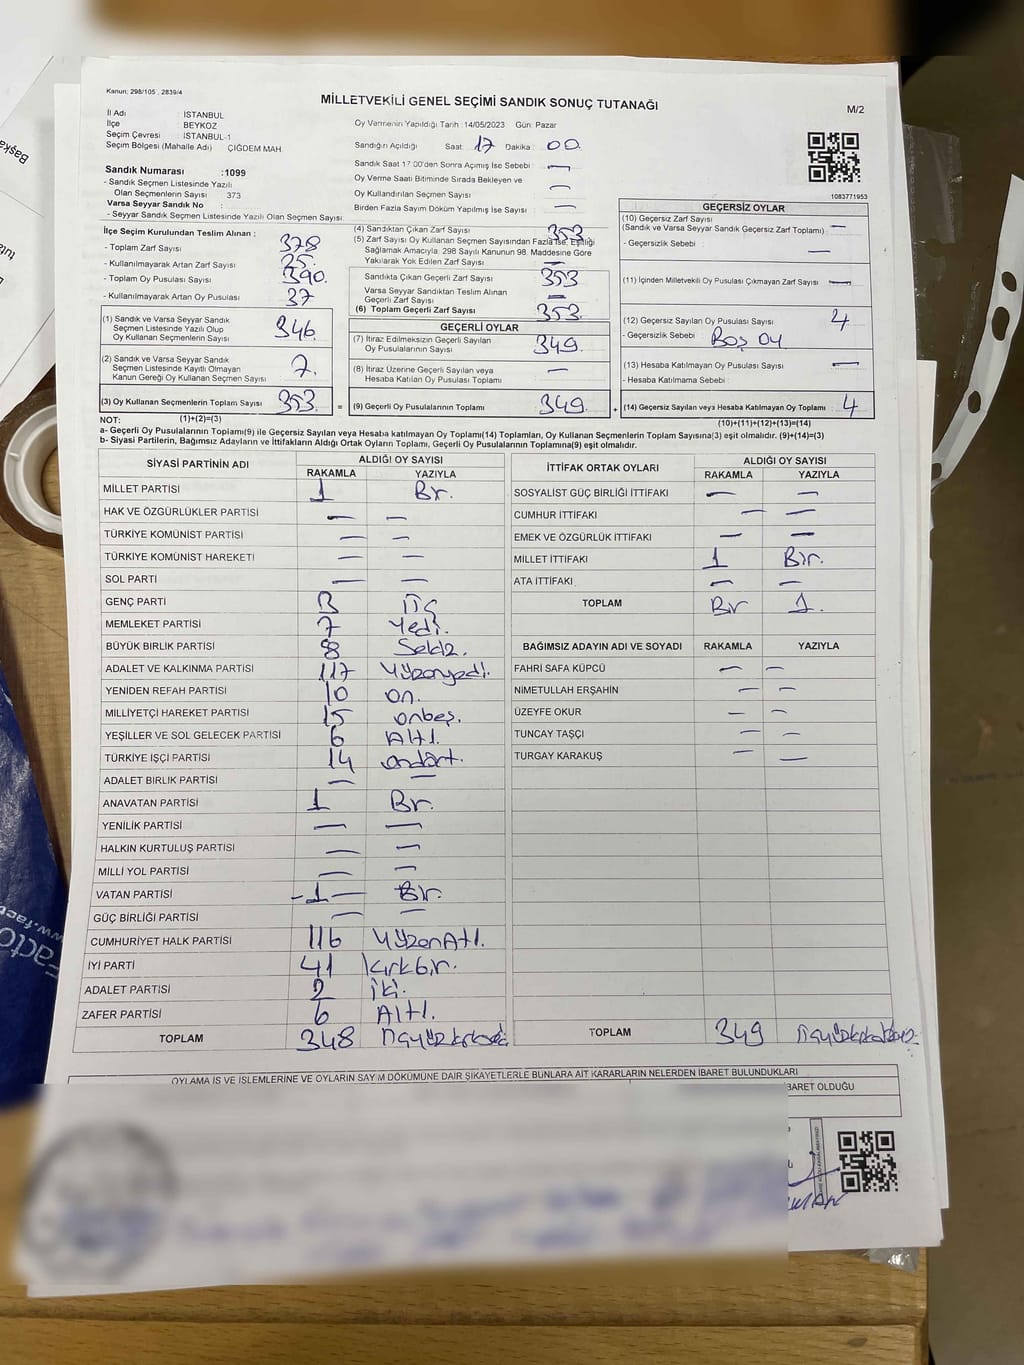 Kanun: 298/105 , 2839/4
MİLLETVEKİLİ GENEL SEÇİMİ SANDIK SONUÇ TUTANAĞI
M/2
İl Adı : İSTANBUL
İlçe : BEYKOZ
Seçim Çevresi : İSTANBUL-1
Seçim Bölgesi (Mahalle Adı) ÇİĞDEM MAH.
Sandık Numarası :1099
- Sandık Seçmen Listesinde Yazılı
Olan Seçmenlerin Sayısı 373
Varsa Seyyar Sandık No :
- Seyyar Sandık Seçmen Listesinde Yazılı Olan Seçmen Sayısı
Oy Vermenin Yapıldığı Tarih :14/05/2023 Gün: Pazar
Sandığın Açıldığı Saat: 17 Dakika : 00
Sandık Saat 17:00'den Sonra Açılmış İse Sebebi : —
Oy Verme Saati Bitiminde Sırada Bekleyen ve
Oy Kullandırılan Seçmen Sayısı : —
Birden Fazla Sayım Döküm Yapılmış İse Sayısı : —
1083771953
İlçe Seçim Kurulundan Teslim Alınan :
- Toplam Zarf Sayısı 378
- Kullanılmayarak Artan Zarf Sayısı 25
- Toplam Oy Pusulası Sayısı 390
- Kullanılmayarak Artan Oy Pusulası 37
(1) Sandık ve Varsa Seyyar Sandık
Seçmen Listesinde Yazılı Olup
Oy Kullanan Seçmenlerin Sayısı 346
(2) Sandık ve Varsa Seyyar Sandık
Seçmen Listesinde Kayıtlı Olmayan
Kanun Gereği Oy Kullanan Seçmen Sayısı 7
(3) Oy Kullanan Seçmenlerin Toplam Sayısı 353
(4) Sandıktan Çıkan Zarf Sayısı 353
(5) Zarf Sayısı Oy Kullanan Seçmen Sayısından Fazla İse, Eşitliği
Sağlamak Amacıyla 298 Sayılı Kanunun 98. Maddesine Göre
Yakılarak Yok Edilen Zarf Sayısı —
Sandıkta Çıkan Geçerli Zarf Sayısı 353
Varsa Seyyar Sandıktan Teslim Alınan
Geçerli Zarf Sayısı —
(6) Toplam Geçerli Zarf Sayısı 353
GEÇERLİ OYLAR
(7) İtiraz Edilmeksizin Geçerli Sayılan
Oy Pusulalarının Sayısı 349
(8) İtiraz Üzerine Geçerli Sayılan veya
Hesaba Katılan Oy Pusulası Toplamı —
= (9) Geçerli Oy Pusulalarının Toplamı 349
GEÇERSİZ OYLAR
(10) Geçersiz Zarf Sayısı
(Sandık ve Varsa Seyyar Sandık Geçersiz Zarf Toplamı) —
- Geçersizlik Sebebi : —
(11) İçinden Milletvekili Oy Pusulası Çıkmayan Zarf Sayısı —
(12) Geçersiz Sayılan Oy Pusulası Sayısı 4
- Geçersizlik Sebebi : Boş oy
(13) Hesaba Katılmayan Oy Pusulası Sayısı —
- Hesaba Katılmama Sebebi :
+ (14) Geçersiz Sayılan veya Hesaba Katılmayan Oy Toplamı 4
NOT: (1)+(2)=(3)
(10)+(11)+(12)+(13)=(14)
a- Geçerli Oy Pusulalarının Toplamı(9) ile Geçersiz Sayılan veya Hesaba katılmayan Oy Toplamı(14) Toplamları, Oy Kullanan Seçmenlerin Toplam Sayısına(3) eşit olmalıdır. (9)+(14)=(3)
b- Siyasi Partilerin, Bağımsız Adayların ve İttifakların Aldığı Ortak Oyların Toplamı, Geçerli Oy Pusulalarının Toplamına(9) eşit olmalıdır.
SİYASİ PARTİNİN ADI ALDIĞI OY SAYISI
RAKAMLA YAZIYLA
MİLLET PARTİSİ 1 Bir.
HAK VE ÖZGÜRLÜKLER PARTİSİ — —
TÜRKİYE KOMÜNİST PARTİSİ — —
TÜRKİYE KOMÜNİST HAREKETİ — —
SOL PARTİ — —
GENÇ PARTİ 3 Üç
MEMLEKET PARTİSİ 7 Yedi.
BÜYÜK BİRLİK PARTİSİ 8 Sekiz.
ADALET VE KALKINMA PARTİSİ 117 Yüzonyedi.
YENİDEN REFAH PARTİSİ 10 on.
MİLLİYETÇİ HAREKET PARTİSİ 15 onbeş.
YEŞİLLER VE SOL GELECEK PARTİSİ 6 Altı.
TÜRKİYE İŞÇİ PARTİSİ 14 ondört.
ADALET BİRLİK PARTİSİ — —
ANAVATAN PARTİSİ 1 Bir.
YENİLİK PARTİSİ — —
HALKIN KURTULUŞ PARTİSİ — —
MİLLİ YOL PARTİSİ — —
VATAN PARTİSİ -1— Bir.
GÜÇ BİRLİĞİ PARTİSİ — —
CUMHURİYET HALK PARTİSİ 116 YüzonAltı.
İYİ PARTİ 41 Kırkbir.
ADALET PARTİSİ 2 İki.
ZAFER PARTİSİ 6 Altı.
TOPLAM 348 Üçyüzkırksekiz
İTTİFAK ORTAK OYLARI ALDIĞI OY SAYISI
RAKAMLA YAZIYLA
SOSYALİST GÜÇ BİRLİĞİ İTTİFAKI — —
CUMHUR İTTİFAKI — —
EMEK VE ÖZGÜRLÜK İTTİFAKI — —
MİLLET İTTİFAKI 1 Bir.
ATA İTTİFAKI — —
TOPLAM Bir 1.
BAĞIMSIZ ADAYIN ADI VE SOYADI RAKAMLA YAZIYLA
FAHRİ SAFA KÜPCÜ — —
NİMETULLAH ERŞAHİN — —
ÜZEYFE OKUR — —
TUNCAY TAŞÇI — —
TURGAY KARAKUŞ — —
TOPLAM 349 Üçyüzkırkdokuz.
OYLAMA İŞ VE İŞLEMLERİNE VE OYLARIN SAYIM DÖKÜMÜNE DAİR ŞİKAYETLERLE BUNLARA AİT KARARLARIN NELERDEN İBARET BULUNDUKLARI
İBARET OLDUĞU
Başka